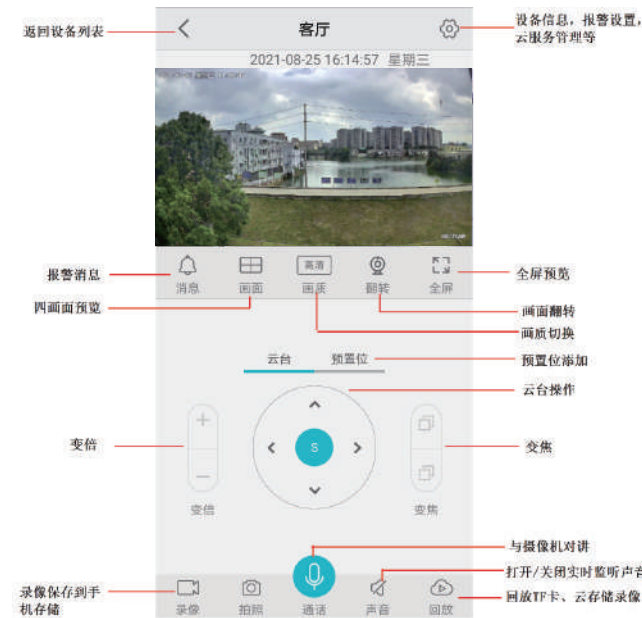 返回设备列表
客厅
设备信息，报警设置，
云服务管理等
2021-08-25 16:14:57 星期三
报警消息
消息
画面
高清
画质
翻转
全屏
全屏预览
四画面预览
画面翻转
画质切换
云台
预置位
预置位添加
云台操作
变倍
+
S
变焦
-
变倍
变焦
与摄像机对讲
打开/关闭实时监听声音
录像保存到手
机存储
录像
拍照
通话
声音
回放
回放TF卡、云存储录像